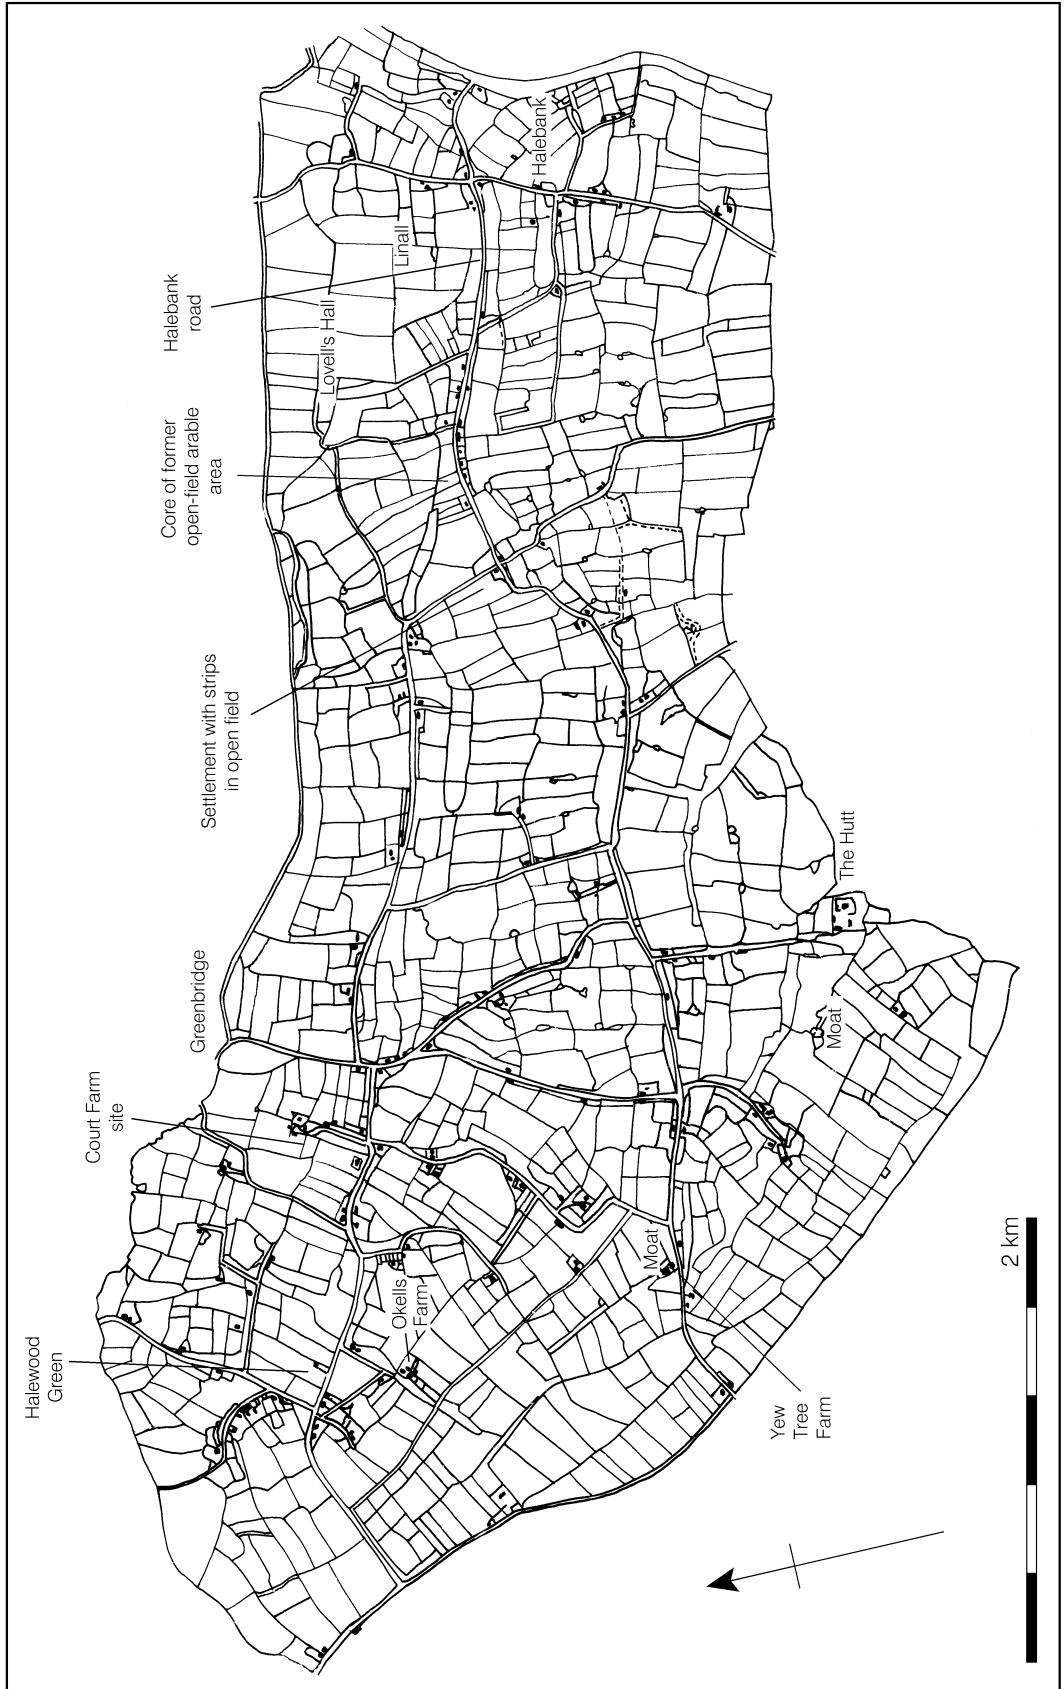 Halewood
Green
Court Farm
site
Greenbridge
Settlement with strips
in open field
Core of former
open-field arable
area
Halebank
road
Lovell's Hall
Linall
Halebank
Okells
Farm
Moat
Moat
The Hutt
Yew
Tree
Farm
2 km